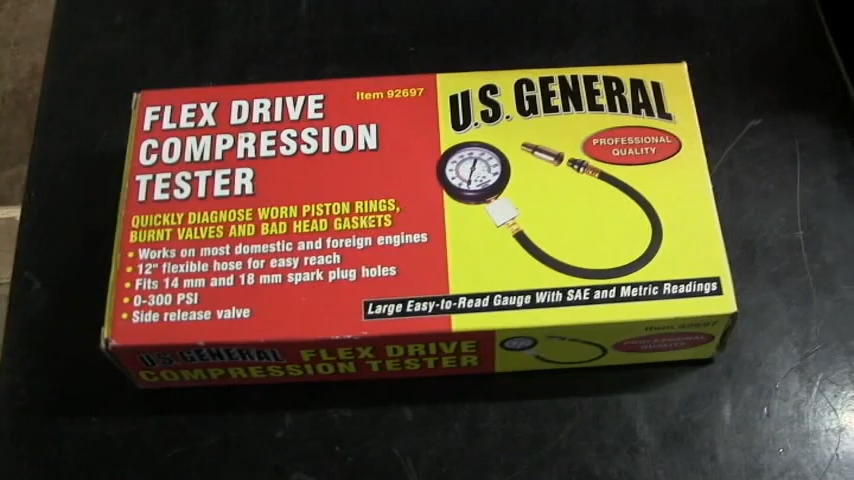 FLEX DRIVE
COMPRESSION
TESTER
Item 92697
QUICKLY DIAGNOSE WORN PISTON RINGS,
BURNT VALVES AND BAD HEAD GASKETS
• Works on most domestic and foreign engines
• 12" flexible hose for easy reach
• Fits 14 mm and 18 mm spark plug holes
• 0-300 PSI
• Side release valve
U.S. GENERAL
PROFESSIONAL
QUALITY
Large Easy-to-Read Gauge With SAE and Metric Readings
U.S. GENERAL FLEX DRIVE
COMPRESSION TESTER
Item 92697
PROFESSIONAL
QUALITY